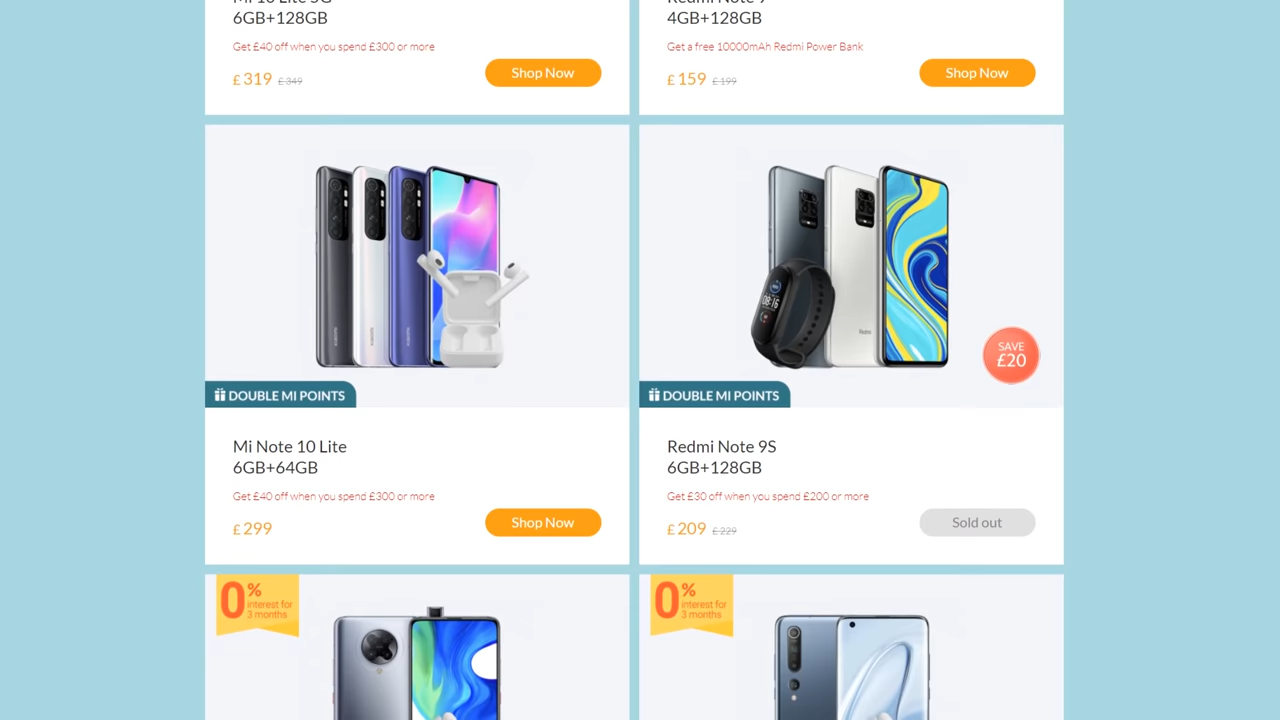 6GB+128GB
Get £40 off when you spend £300 or more
£ 319 £ 349
Shop Now
4GB+128GB
Get a free 10000mAh Redmi Power Bank
£ 159 £ 199
Shop Now
DOUBLE MI POINTS
Mi Note 10 Lite
6GB+64GB
Get £40 off when you spend £300 or more
£ 299
Shop Now
08:16
Redmi
SAVE
£20
DOUBLE MI POINTS
Redmi Note 9S
6GB+128GB
Get £30 off when you spend £200 or more
£ 209 £ 229
Sold out
0%
interest for
3 months
0%
interest for
3 months